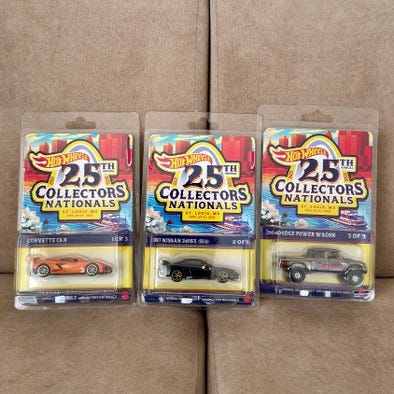 HOT WHEELS
25TH
COLLECTORS
NATIONALS
ST. LOUIS, MO
CORVETTE C8.R
1 OF 3
HOT WHEELS
25TH
COLLECTORS
NATIONALS
ST. LOUIS, MO
NISSAN 240SX (S14)
2 OF 3
HOT WHEELS
25TH
COLLECTORS
NATIONALS
ST. LOUIS, MO
DODGE POWER WAGON
3 OF 3